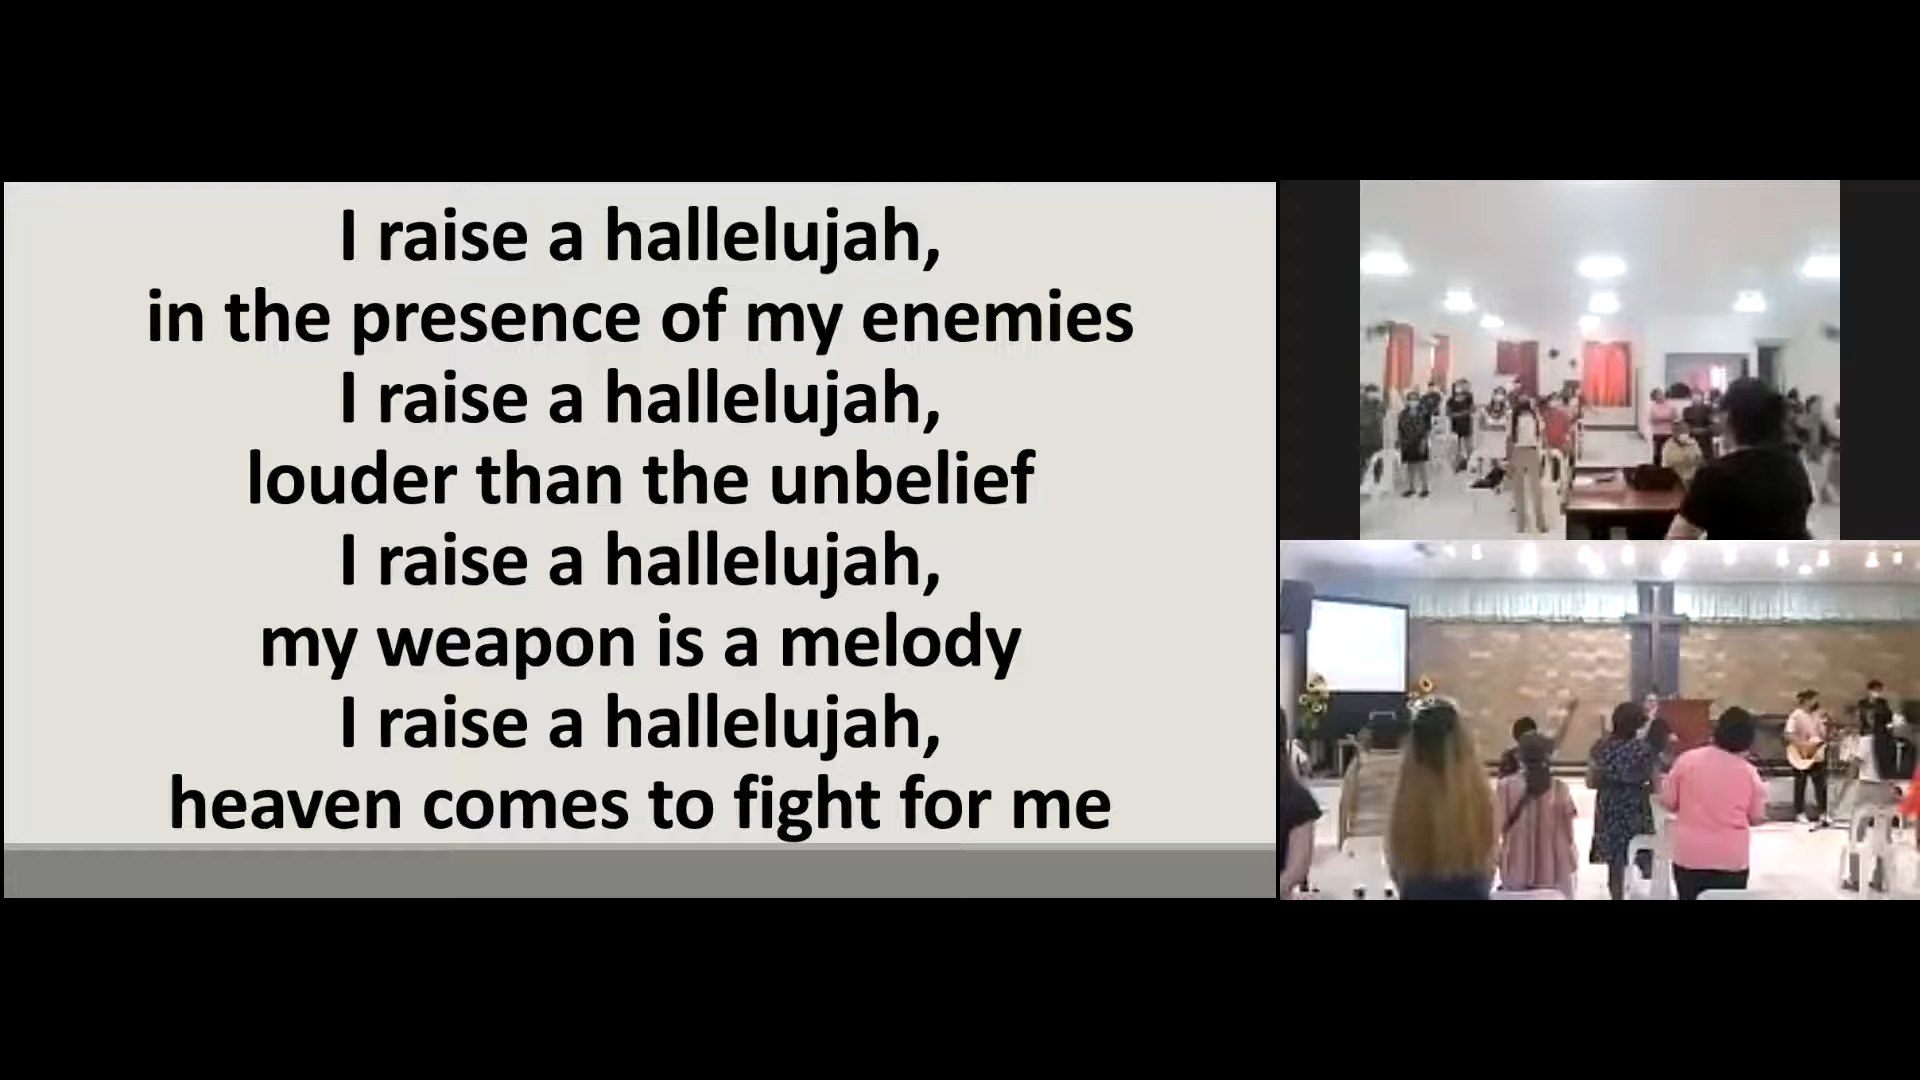 I raise a hallelujah,
in the presence of my enemies
I raise a hallelujah,
louder than the unbelief
I raise a hallelujah,
my weapon is a melody
I raise a hallelujah,
heaven comes to fight for me